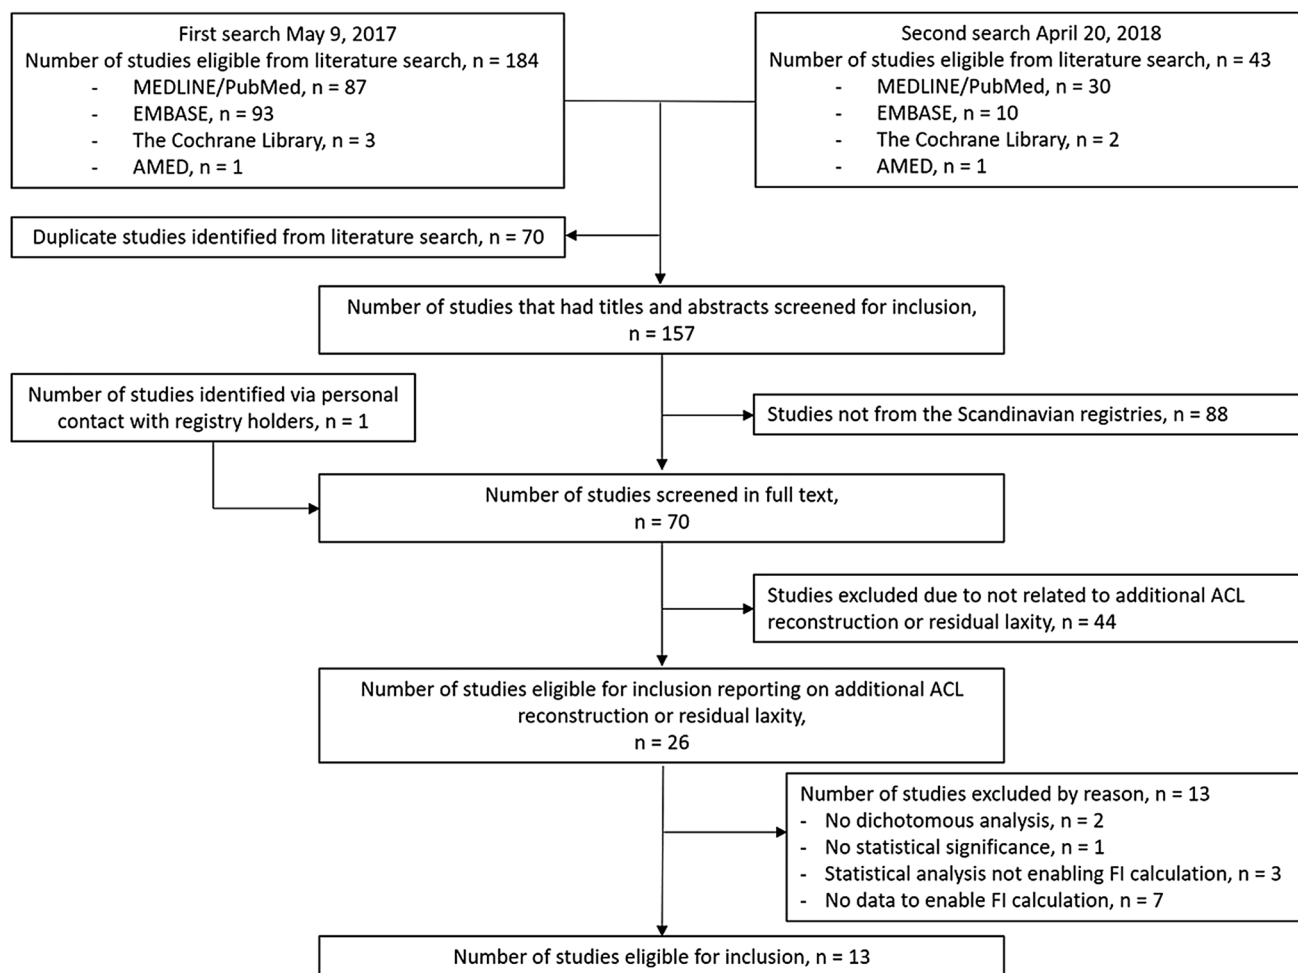 First search May 9, 2017
Number of studies eligible from literature search, n = 184
- MEDLINE/PubMed, n = 87
- EMBASE, n = 93
- The Cochrane Library, n = 3
- AMED, n = 1
Second search April 20, 2018
Number of studies eligible from literature search, n = 43
- MEDLINE/PubMed, n = 30
- EMBASE, n = 10
- The Cochrane Library, n = 2
- AMED, n = 1
Duplicate studies identified from literature search, n = 70
Number of studies that had titles and abstracts screened for inclusion,
n = 157
Number of studies identified via personal
contact with registry holders, n = 1
Studies not from the Scandinavian registries, n = 88
Number of studies screened in full text,
n = 70
Studies excluded due to not related to additional ACL
reconstruction or residual laxity, n = 44
Number of studies eligible for inclusion reporting on additional ACL
reconstruction or residual laxity,
n = 26
Number of studies excluded by reason, n = 13
- No dichotomous analysis, n = 2
- No statistical significance, n = 1
- Statistical analysis not enabling FI calculation, n = 3
- No data to enable FI calculation, n = 7
Number of studies eligible for inclusion, n = 13